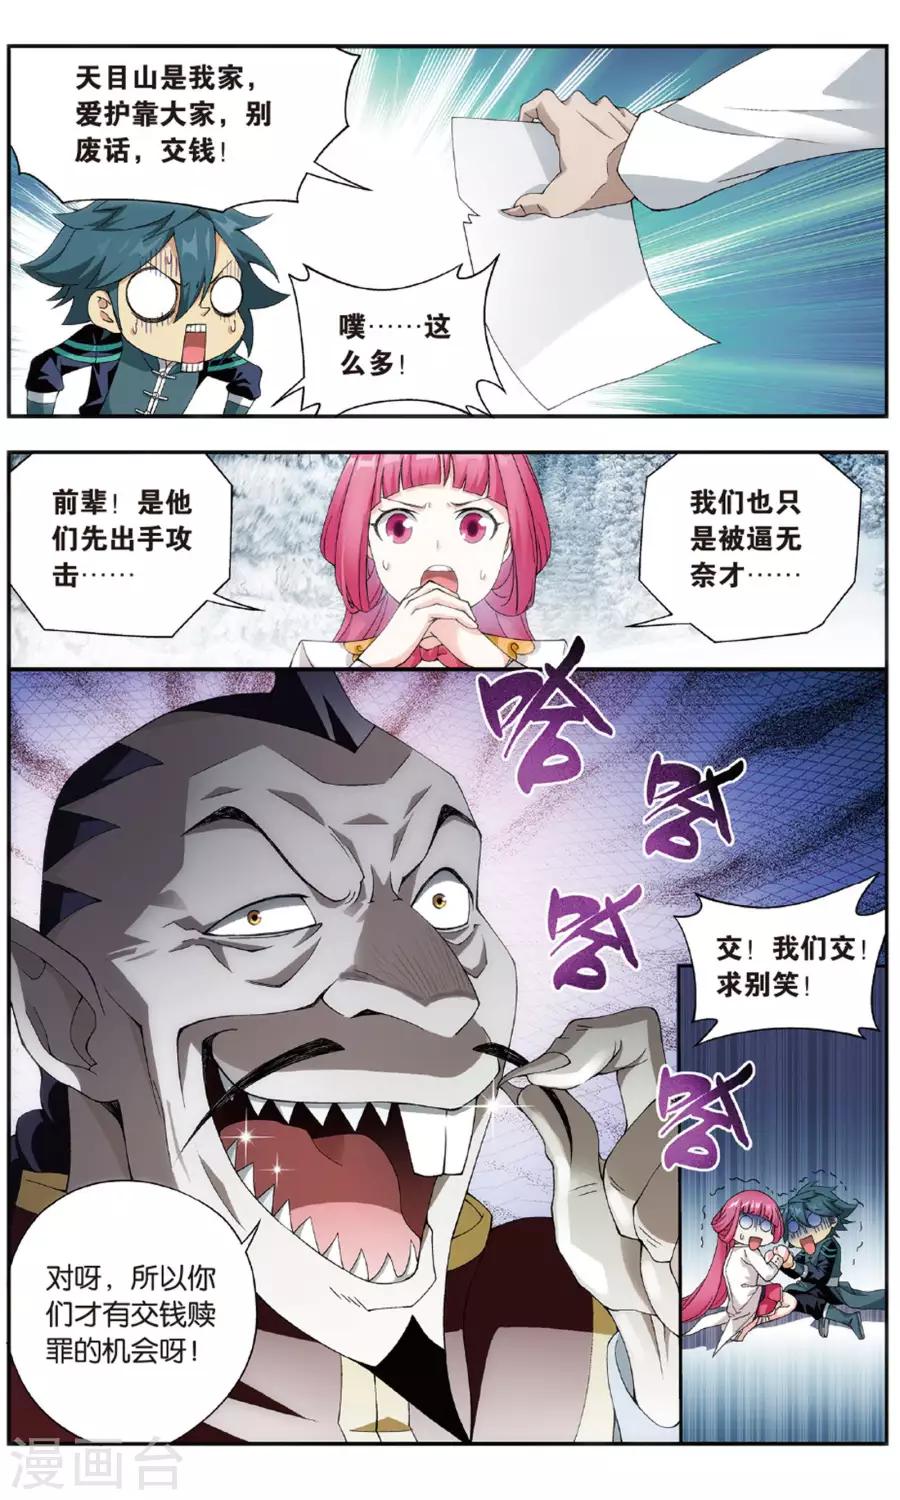 天目山是我家，
爱护靠大家，别
废话，交钱！
噗……这
么多！
前辈！是他
们先出手攻
击……
我们也只
是被逼无
奈才……
哈
哈
哈
哈
交！我们交！
求别笑！
对呀，所以你
们才有交钱赎
罪的机会呀！
漫画台